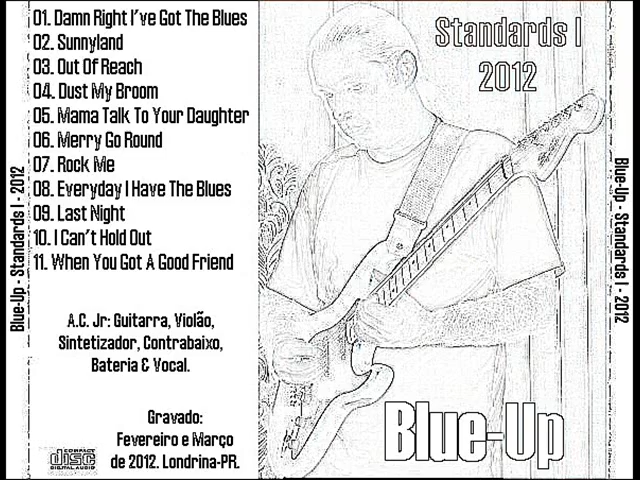 01. Damn Right I've Got The Blues
02. Sunnyland
03. Out Of Reach
04. Dust My Broom
05. Mama Talk To Your Daughter
06. Merry Go Round
07. Rock Me
08. Everyday I Have The Blues
09. Last Night
10. I Can't Hold Out
11. When You Got A Good Friend
A.C. Jr: Guitarra, Violão,
Sintetizador, Contrabaixo,
Bateria & Vocal.
Gravado:
Fevereiro e Março
de 2012. Londrina-PR.
COMPACT
disc
DIGITAL AUDIO
Blue-Up - Standards I - 2012
Standards I
2012
Blue-Up
Blue-Up - Standards I - 2012